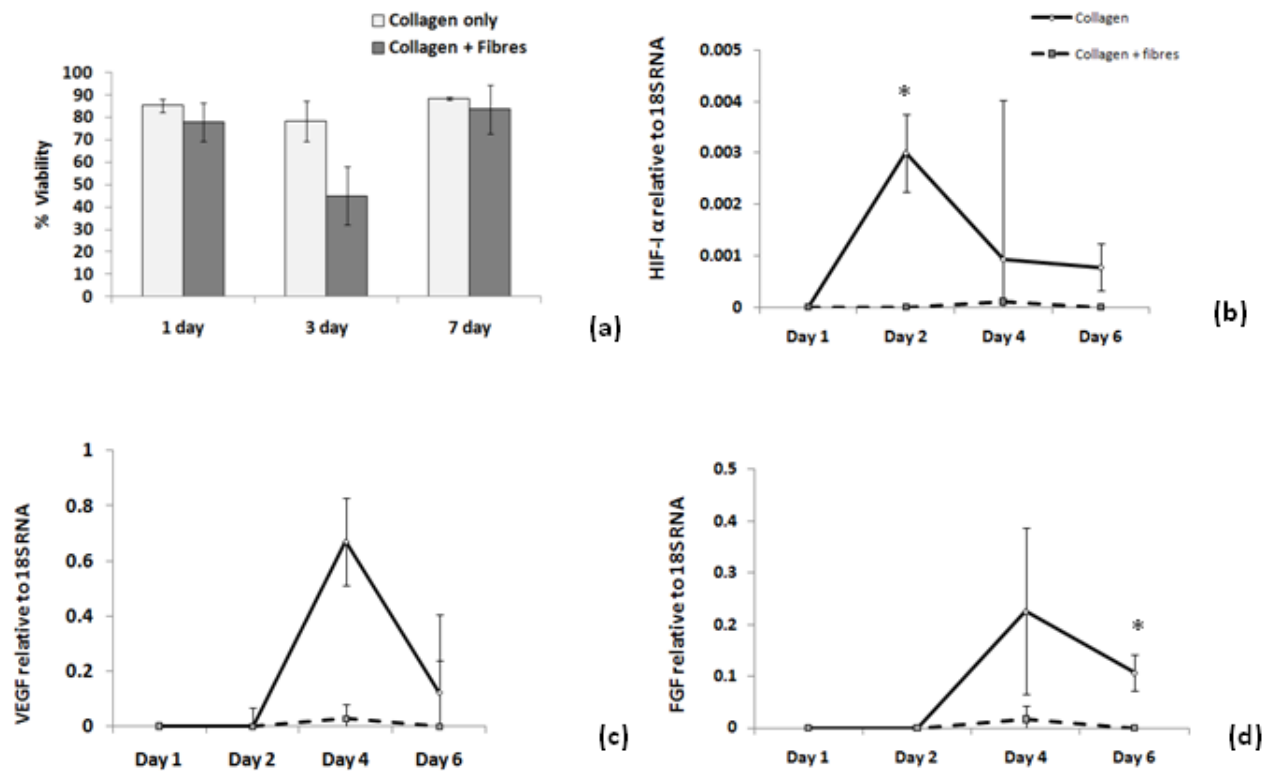 Collagen only
Collagen + Fibres
% Viability
100
90
80
70
60
50
40
30
20
10
0
1 day
3 day
7 day
(a)
Collagen
Collagen + fibres
HIF-I α relative to 18SRNA
0.005
0.004
0.003
0.002
0.001
0
*
Day 1
Day 2
Day 4
Day 6
(b)
VEGF relative to 18SRNA
1
0.8
0.6
0.4
0.2
0
Day 1
Day 2
Day 4
Day 6
(c)
FGF relative to 18SRNA
0.5
0.4
0.3
0.2
0.1
0
*
Day 1
Day 2
Day 4
Day 6
(d)